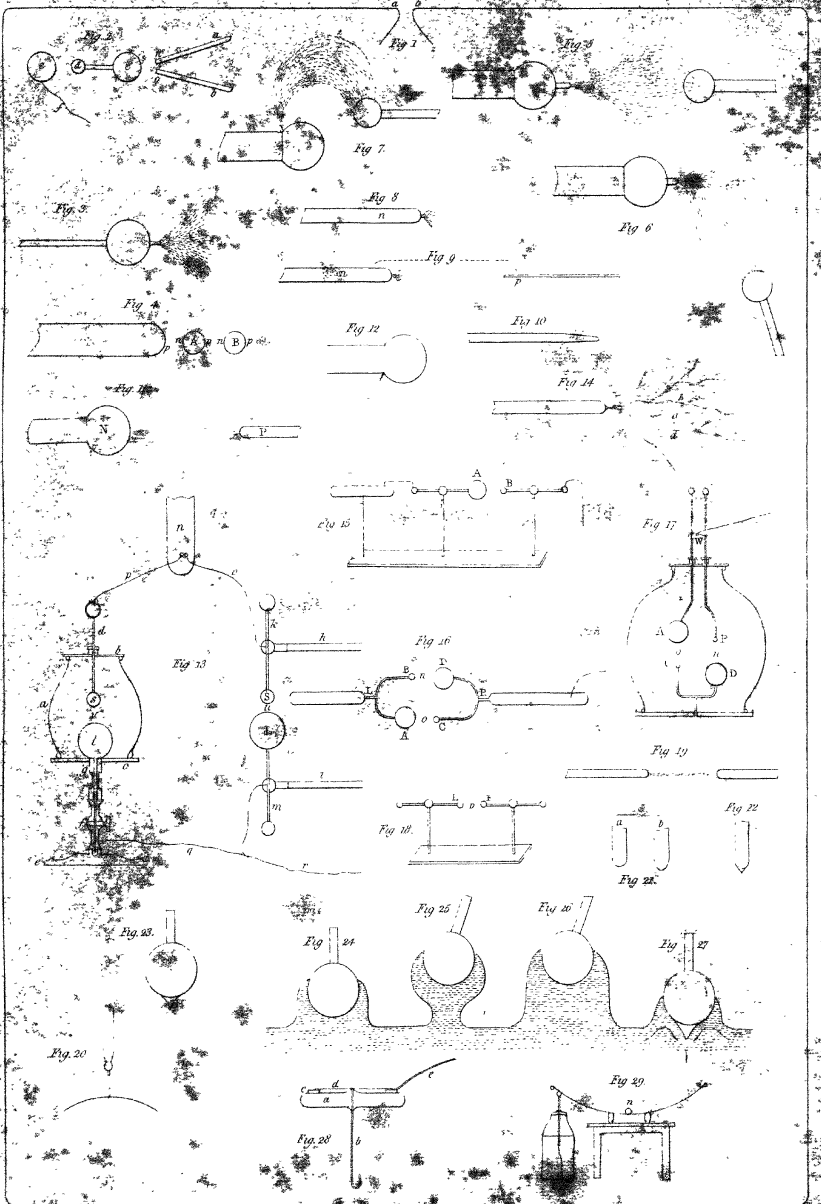 a b
Fig 1
Fig 2
a
b
Fig 5
Fig 7.
Fig 3.
Fig 8
n
Fig 6
Fig 9
m
p
Fig 4
p n A p n B p
Fig 12
Fig 10
Fig 14
N
P
A
B
Fig 15
Fig 17
n
p c
e
d
k
h
b
Fig 13
Fig 16
W
A
P
n
D
a
s
S
u
B n
L
P
A o C
l
c
g
i
m
Fig 19
Fig 18.
L p
q
r
a b
Fig 21.
Fig 22
Fig. 23.
Fig 24
Fig 25
Fig 26
Fig 27
Fig. 20
c d e
a
b
Fig. 28
Fig 29.
n